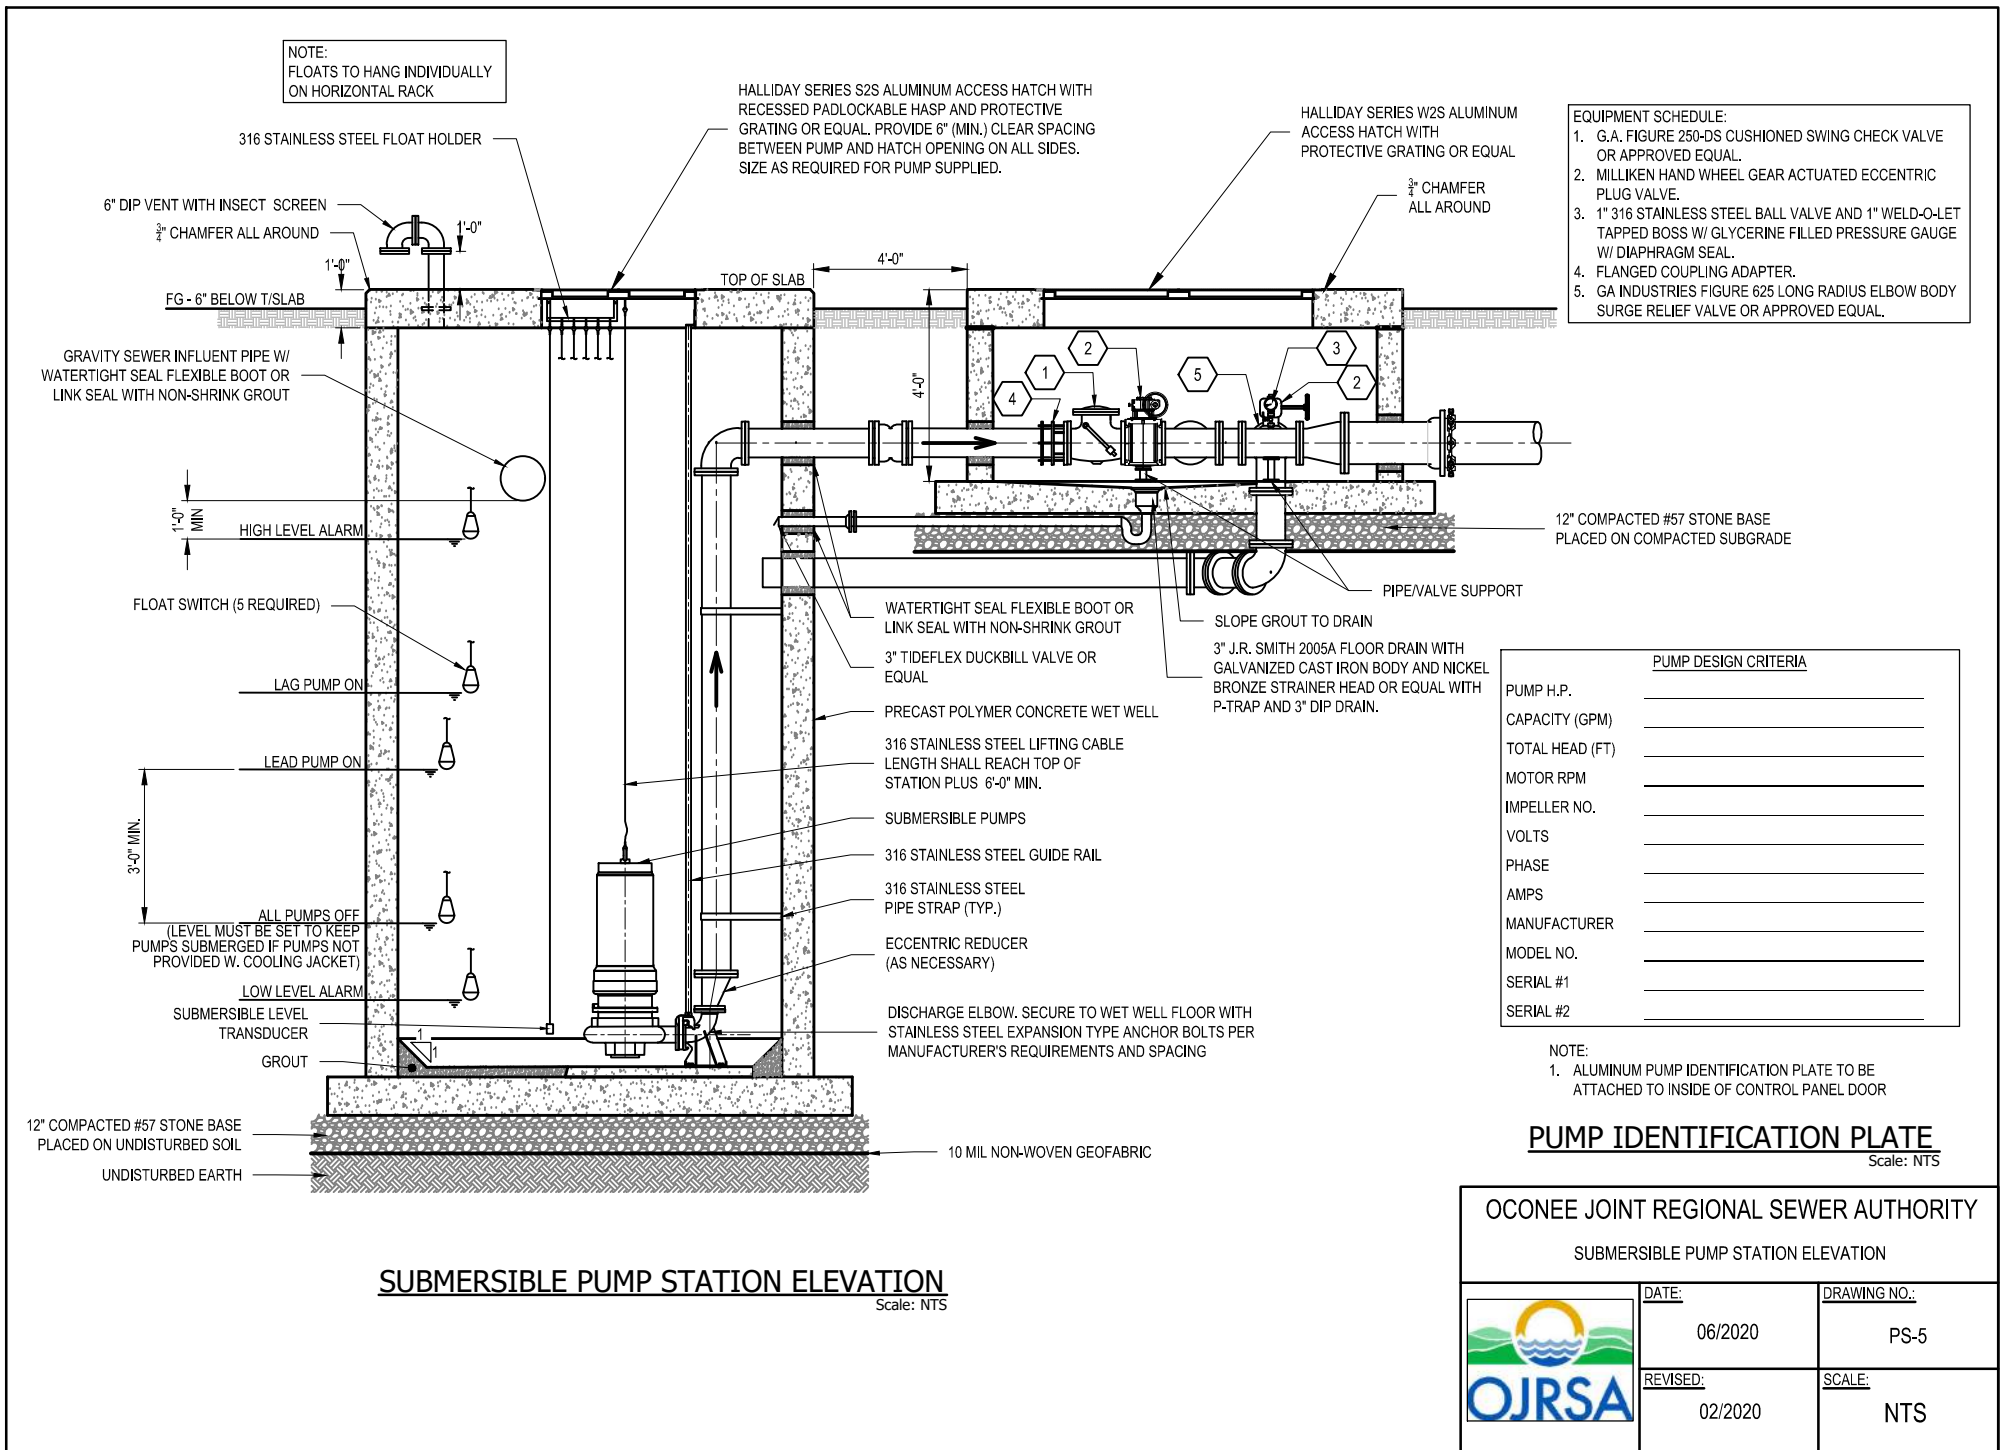 NOTE:
FLOATS TO HANG INDIVIDUALLY
ON HORIZONTAL RACK
316 STAINLESS STEEL FLOAT HOLDER
6" DIP VENT WITH INSECT SCREEN
3/4" CHAMFER ALL AROUND
1'-0"
1'-0"
FG - 6" BELOW T/SLAB
GRAVITY SEWER INFLUENT PIPE W/
WATERTIGHT SEAL FLEXIBLE BOOT OR
LINK SEAL WITH NON-SHRINK GROUT
1'-0"
MIN
HIGH LEVEL ALARM
FLOAT SWITCH (5 REQUIRED)
LAG PUMP ON
LEAD PUMP ON
3'-0" MIN.
ALL PUMPS OFF
(LEVEL MUST BE SET TO KEEP
PUMPS SUBMERGED IF PUMPS NOT
PROVIDED W. COOLING JACKET)
LOW LEVEL ALARM
SUBMERSIBLE LEVEL
TRANSDUCER
1
1
GROUT
12" COMPACTED #57 STONE BASE
PLACED ON UNDISTURBED SOIL
UNDISTURBED EARTH
HALLIDAY SERIES S2S ALUMINUM ACCESS HATCH WITH
RECESSED PADLOCKABLE HASP AND PROTECTIVE
GRATING OR EQUAL. PROVIDE 6" (MIN.) CLEAR SPACING
BETWEEN PUMP AND HATCH OPENING ON ALL SIDES.
SIZE AS REQUIRED FOR PUMP SUPPLIED.
TOP OF SLAB
4'-0"
4'-0"
HALLIDAY SERIES W2S ALUMINUM
ACCESS HATCH WITH
PROTECTIVE GRATING OR EQUAL
3/4" CHAMFER
ALL AROUND
4
1
2
5
3
2
12" COMPACTED #57 STONE BASE
PLACED ON COMPACTED SUBGRADE
PIPE/VALVE SUPPORT
SLOPE GROUT TO DRAIN
3" J.R. SMITH 2005A FLOOR DRAIN WITH
GALVANIZED CAST IRON BODY AND NICKEL
BRONZE STRAINER HEAD OR EQUAL WITH
P-TRAP AND 3" DIP DRAIN.
WATERTIGHT SEAL FLEXIBLE BOOT OR
LINK SEAL WITH NON-SHRINK GROUT
3" TIDEFLEX DUCKBILL VALVE OR
EQUAL
PRECAST POLYMER CONCRETE WET WELL
316 STAINLESS STEEL LIFTING CABLE
LENGTH SHALL REACH TOP OF
STATION PLUS 6'-0" MIN.
SUBMERSIBLE PUMPS
316 STAINLESS STEEL GUIDE RAIL
316 STAINLESS STEEL
PIPE STRAP (TYP.)
ECCENTRIC REDUCER
(AS NECESSARY)
DISCHARGE ELBOW. SECURE TO WET WELL FLOOR WITH
STAINLESS STEEL EXPANSION TYPE ANCHOR BOLTS PER
MANUFACTURER'S REQUIREMENTS AND SPACING
10 MIL NON-WOVEN GEOFABRIC
SUBMERSIBLE PUMP STATION ELEVATION
Scale: NTS
EQUIPMENT SCHEDULE:
1. G.A. FIGURE 250-DS CUSHIONED SWING CHECK VALVE
OR APPROVED EQUAL.
2. MILLIKEN HAND WHEEL GEAR ACTUATED ECCENTRIC
PLUG VALVE.
3. 1" 316 STAINLESS STEEL BALL VALVE AND 1" WELD-O-LET
TAPPED BOSS W/ GLYCERINE FILLED PRESSURE GAUGE
W/ DIAPHRAGM SEAL.
4. FLANGED COUPLING ADAPTER.
5. GA INDUSTRIES FIGURE 625 LONG RADIUS ELBOW BODY
SURGE RELIEF VALVE OR APPROVED EQUAL.
PUMP DESIGN CRITERIA
PUMP H.P.
CAPACITY (GPM)
TOTAL HEAD (FT)
MOTOR RPM
IMPELLER NO.
VOLTS
PHASE
AMPS
MANUFACTURER
MODEL NO.
SERIAL #1
SERIAL #2
NOTE:
1. ALUMINUM PUMP IDENTIFICATION PLATE TO BE
ATTACHED TO INSIDE OF CONTROL PANEL DOOR
PUMP IDENTIFICATION PLATE
Scale: NTS
OCONEE JOINT REGIONAL SEWER AUTHORITY
SUBMERSIBLE PUMP STATION ELEVATION
OJRSA
DATE:
06/2020
DRAWING NO.:
PS-5
REVISED:
02/2020
SCALE:
NTS